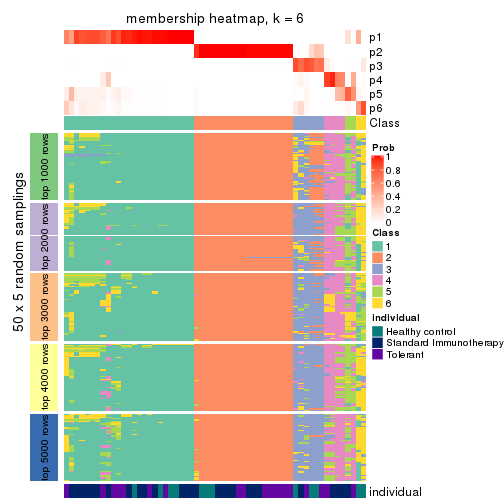 membership heatmap, k = 6
p1
p2
p3
p4
p5
p6
Class
50 x 5 random samplings
top 1000 rows
top 2000 rows
top 3000 rows
top 4000 rows
top 5000 rows
Prob
1
0.8
0.6
0.4
0.2
0
Class
1
2
3
4
5
6
individual
Healthy control
Standard Immunotherapy
Tolerant
individual